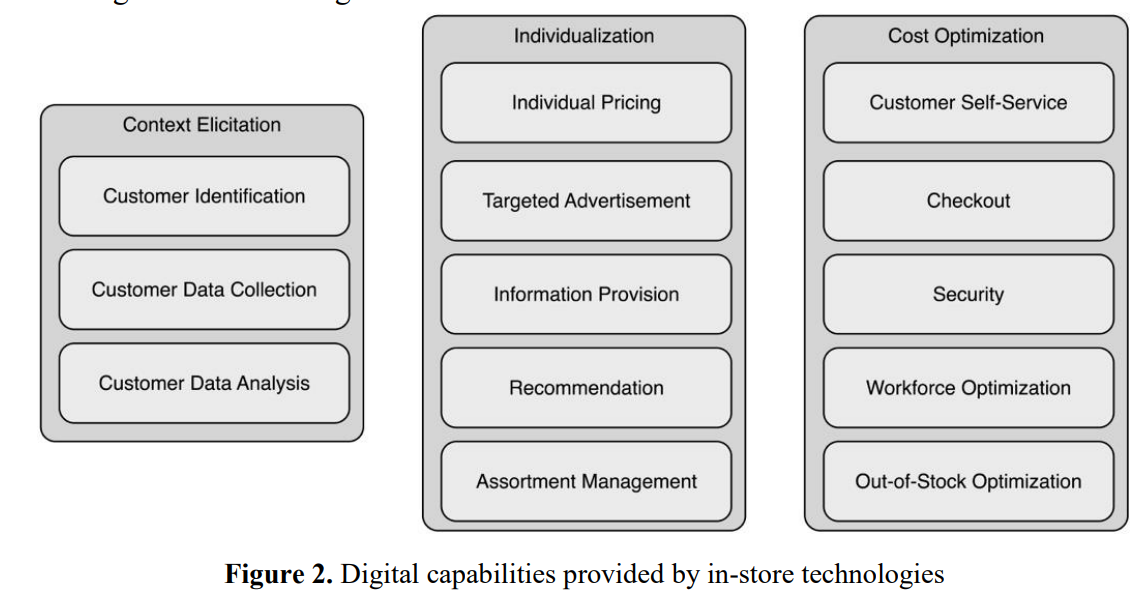 Context Elicitation
Customer Identification
Customer Data Collection
Customer Data Analysis
Individualization
Individual Pricing
Targeted Advertisement
Information Provision
Recommendation
Assortment Management
Cost Optimization
Customer Self-Service
Checkout
Security
Workforce Optimization
Out-of-Stock Optimization
Figure 2. Digital capabilities provided by in-store technologies